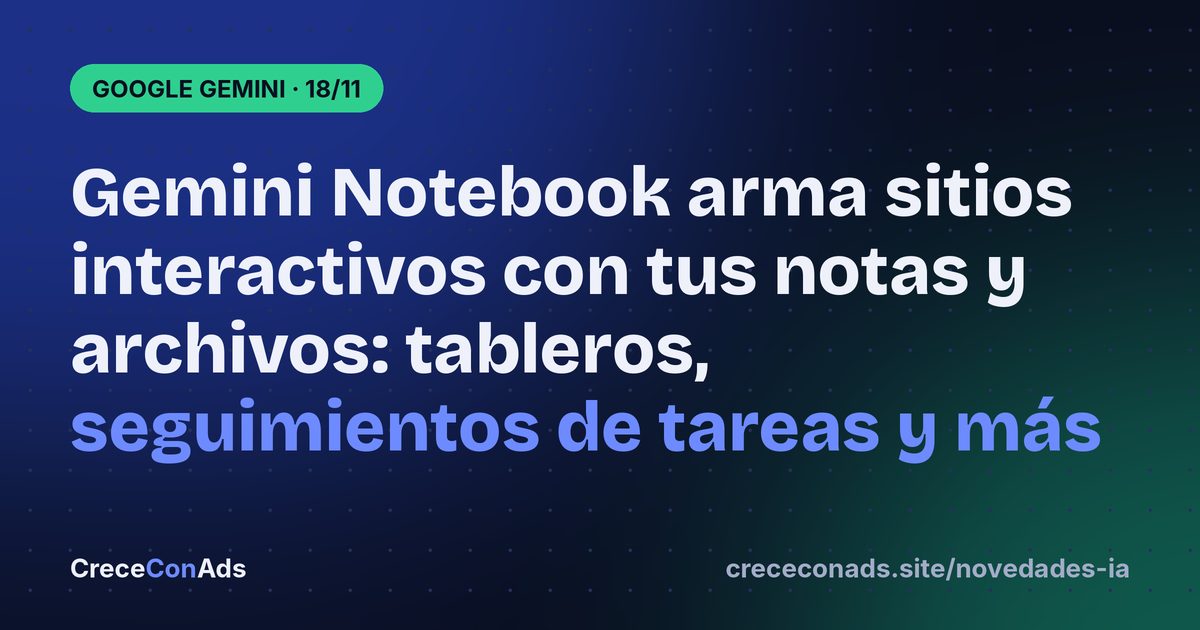 GOOGLE GEMINI · 18/11
Gemini Notebook arma sitios
interactivos con tus notas y
archivos: tableros,
seguimientos de tareas y más
CreceConAds
crececonads.site/novedades-ia